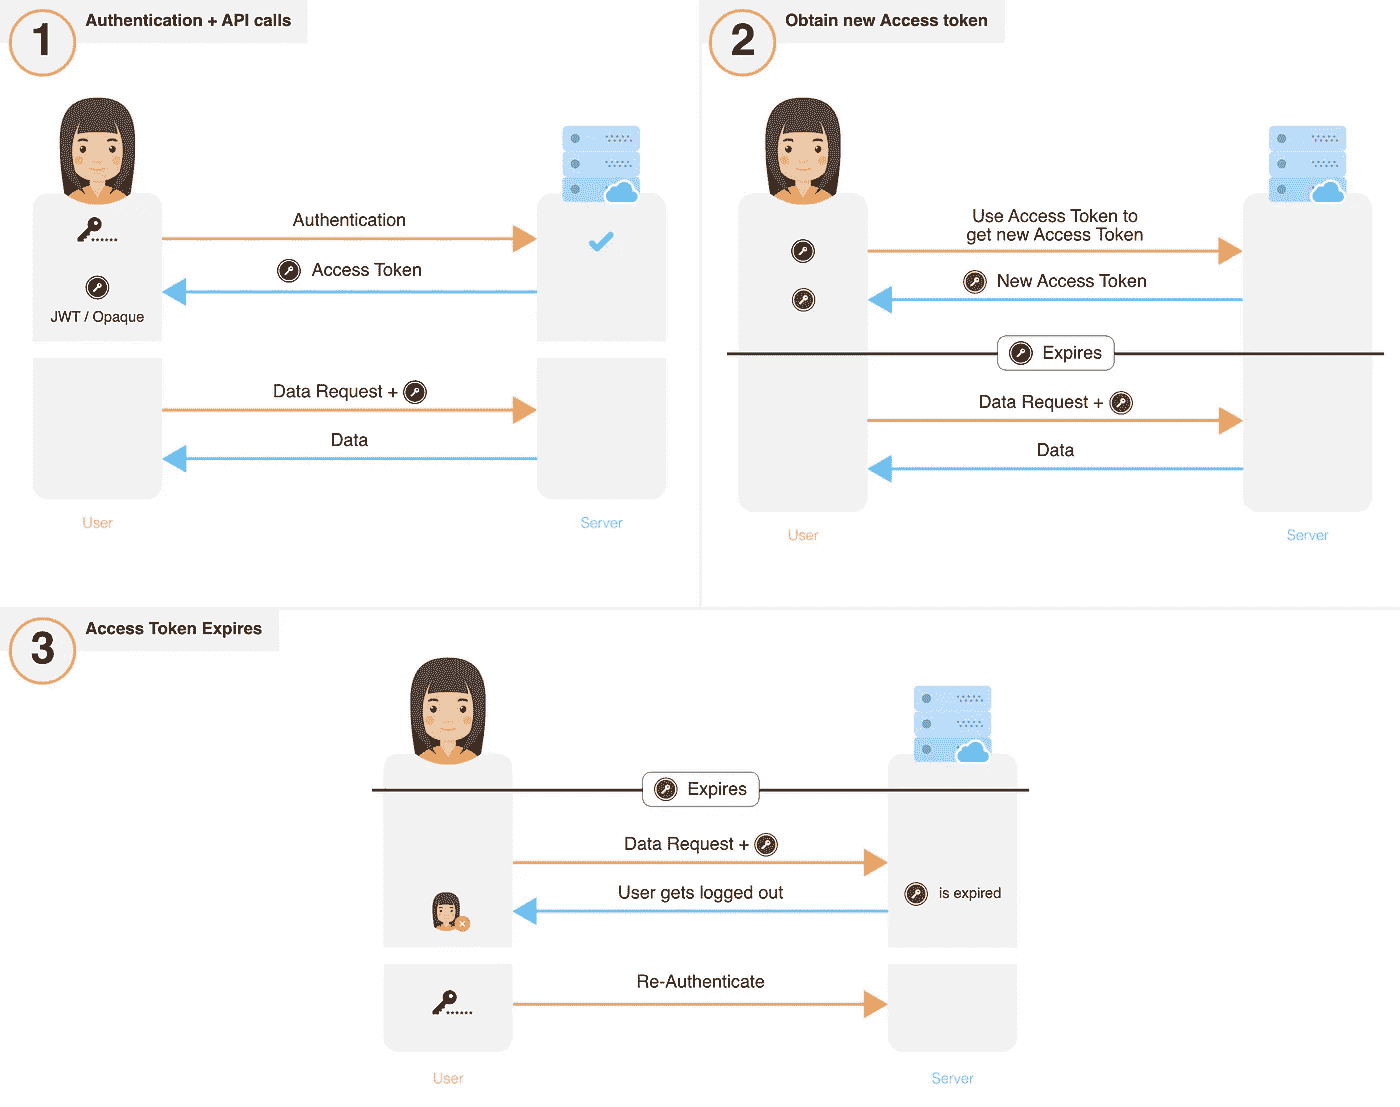 1
Authentication + API calls
Authentication
Access Token
JWT / Opaque
Data Request +
Data
User
Server
2
Obtain new Access token
Use Access Token to
get new Access Token
New Access Token
Expires
Data Request +
Data
User
Server
3
Access Token Expires
Expires
Data Request +
User gets logged out
is expired
Re-Authenticate
User
Server